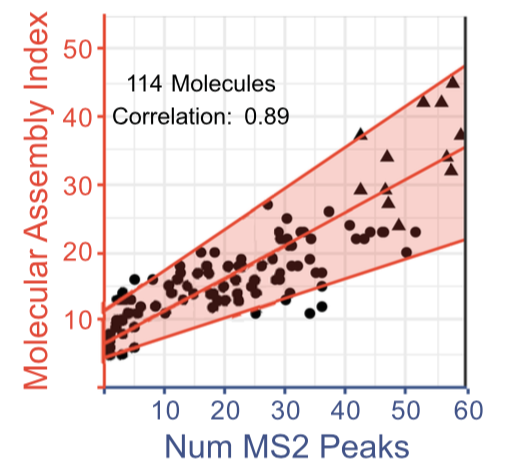 Molecular Assembly Index
50
40
30
20
10
114 Molecules
Correlation: 0.89
10 20 30 40 50 60
Num MS2 Peaks